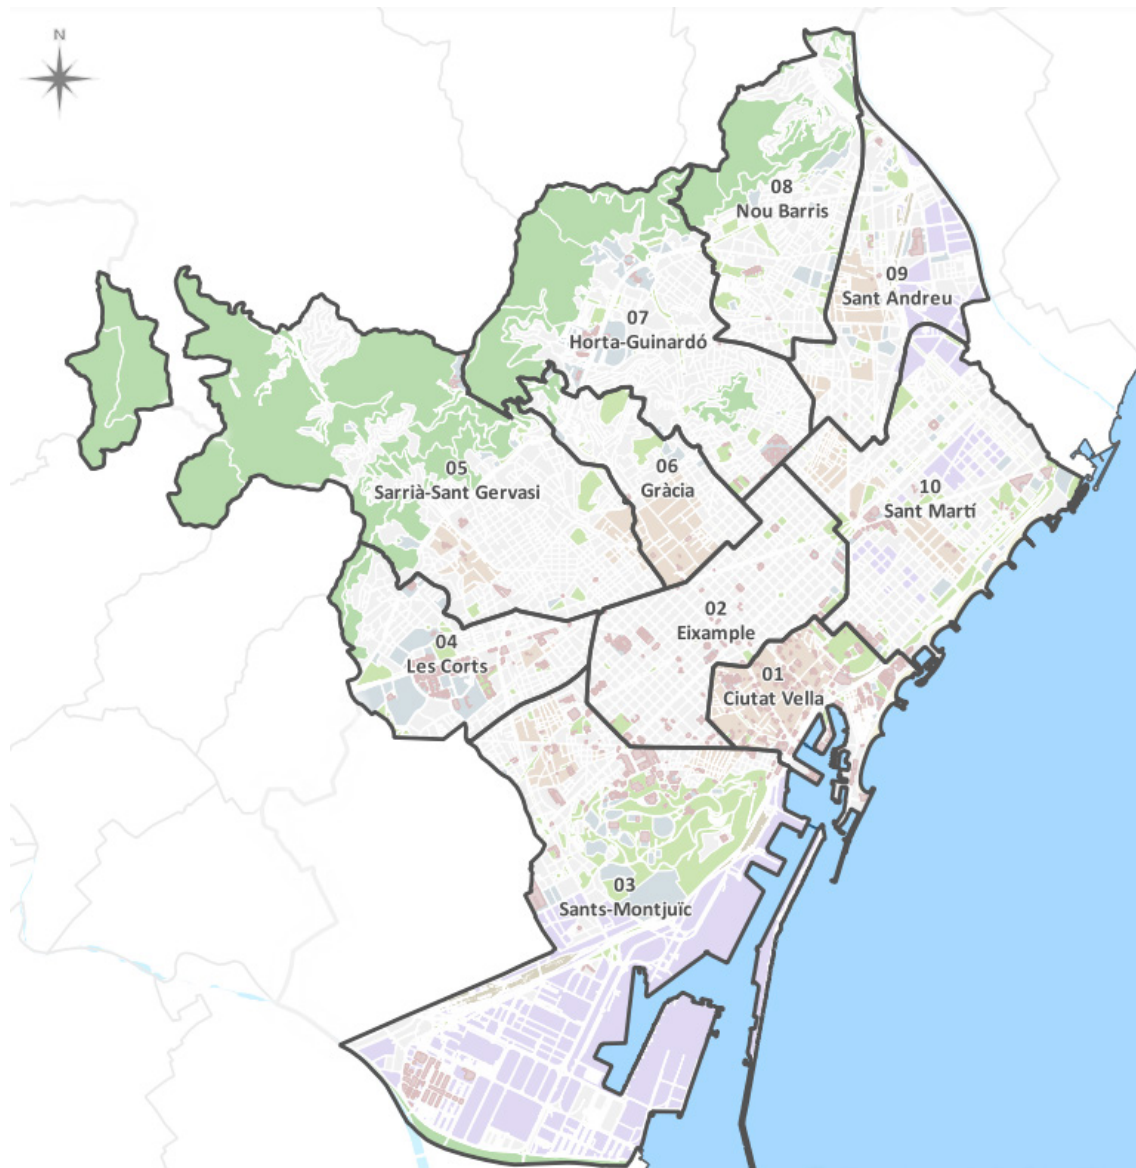 N
08
Nou Barris
09
Sant Andreu
07
Horta-Guinardó
05
Sarrià-Sant Gervasi
06
Gràcia
10
Sant Martí
02
Eixample
04
Les Corts
01
Ciutat Vella
03
Sants-Montjuïc